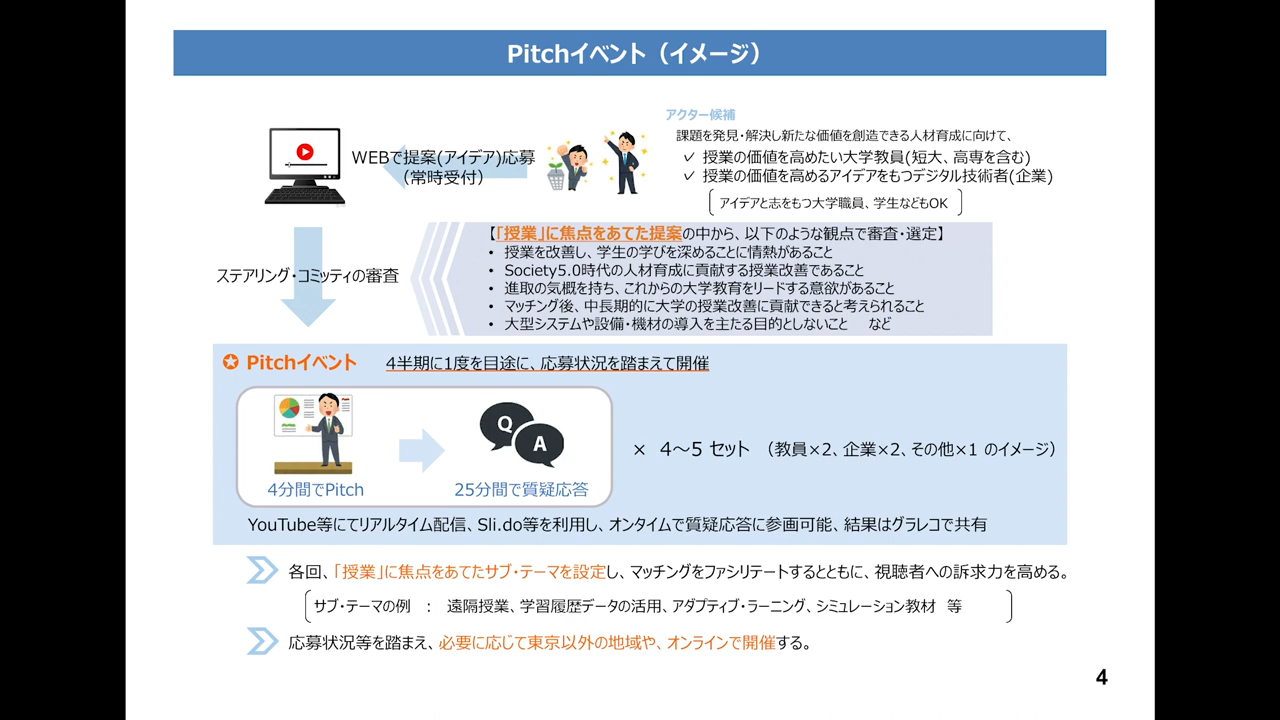 Pitchイベント（イメージ）
アクター候補
課題を発見・解決し新たな価値を創造できる人材育成に向けて、
✓ 授業の価値を高めたい大学教員(短大、高専を含む)
✓ 授業の価値を高めるアイデアをもつデジタル技術者(企業)
アイデアと志をもつ大学職員、学生などもOK
WEBで提案(アイデア)応募
（常時受付）
ステアリング・コミッティの審査
【「授業」に焦点をあてた提案の中から、以下のような観点で審査・選定】
• 授業を改善し、学生の学びを深めることに情熱があること
• Society5.0時代の人材育成に貢献する授業改善であること
• 進取の気概を持ち、これからの大学教育をリードする意欲があること
• マッチング後、中長期的に大学の授業改善に貢献できると考えられること
• 大型システムや設備・機材の導入を主たる目的としないこと　など
✪ Pitchイベント　4半期に1度を目途に、応募状況を踏まえて開催
Q
A
4分間でPitch
25分間で質疑応答
×　4～5 セット　（教員×2、企業×2、その他×1 のイメージ）
YouTube等にてリアルタイム配信、Sli.do等を利用し、オンタイムで質疑応答に参画可能、結果はグラレコで共有
各回、「授業」に焦点をあてたサブ・テーマを設定し、マッチングをファシリテートするとともに、視聴者への訴求力を高める。
サブ・テーマの例　：　遠隔授業、学習履歴データの活用、アダプティブ・ラーニング、シミュレーション教材　等
応募状況等を踏まえ、必要に応じて東京以外の地域や、オンラインで開催する。
4